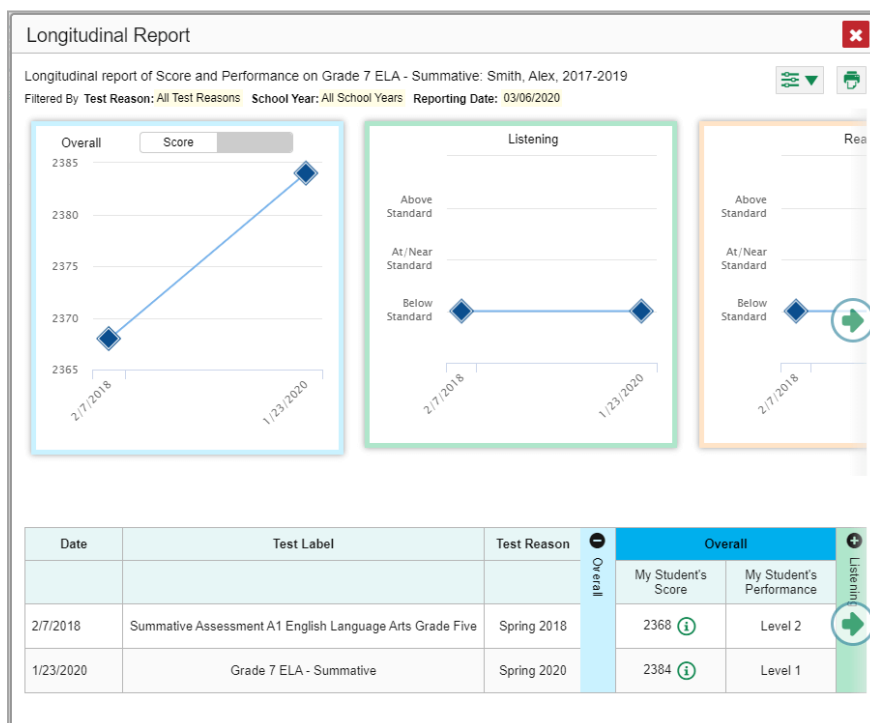 Longitudinal Report
Longitudinal report of Score and Performance on Grade 7 ELA - Summative: Smith, Alex, 2017-2019
Filtered By Test Reason: All Test Reasons School Year: All School Years Reporting Date: 03/06/2020
Overall Score
2385
2380
2375
2370
2365
2/7/2018 1/23/2020
Listening
Above
Standard
At/Near
Standard
Below
Standard
2/7/2018 1/23/2020
Rea
Above
Standard
At/Near
Standard
Below
Standard
2/7/2018
Date Test Label Test Reason Overall Overall Listening
My Student's Score My Student's Performance
2/7/2018 Summative Assessment A1 English Language Arts Grade Five Spring 2018 2368 Level 2
1/23/2020 Grade 7 ELA - Summative Spring 2020 2384 Level 1